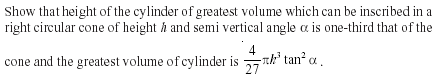 Show that height of the cylinder of greatest volume which can be inscribed in a
right circular cone of height h and semi vertical angle α is one-third that of the
cone and the greatest volume of cylinder is 4/27 πh³ tan² α .